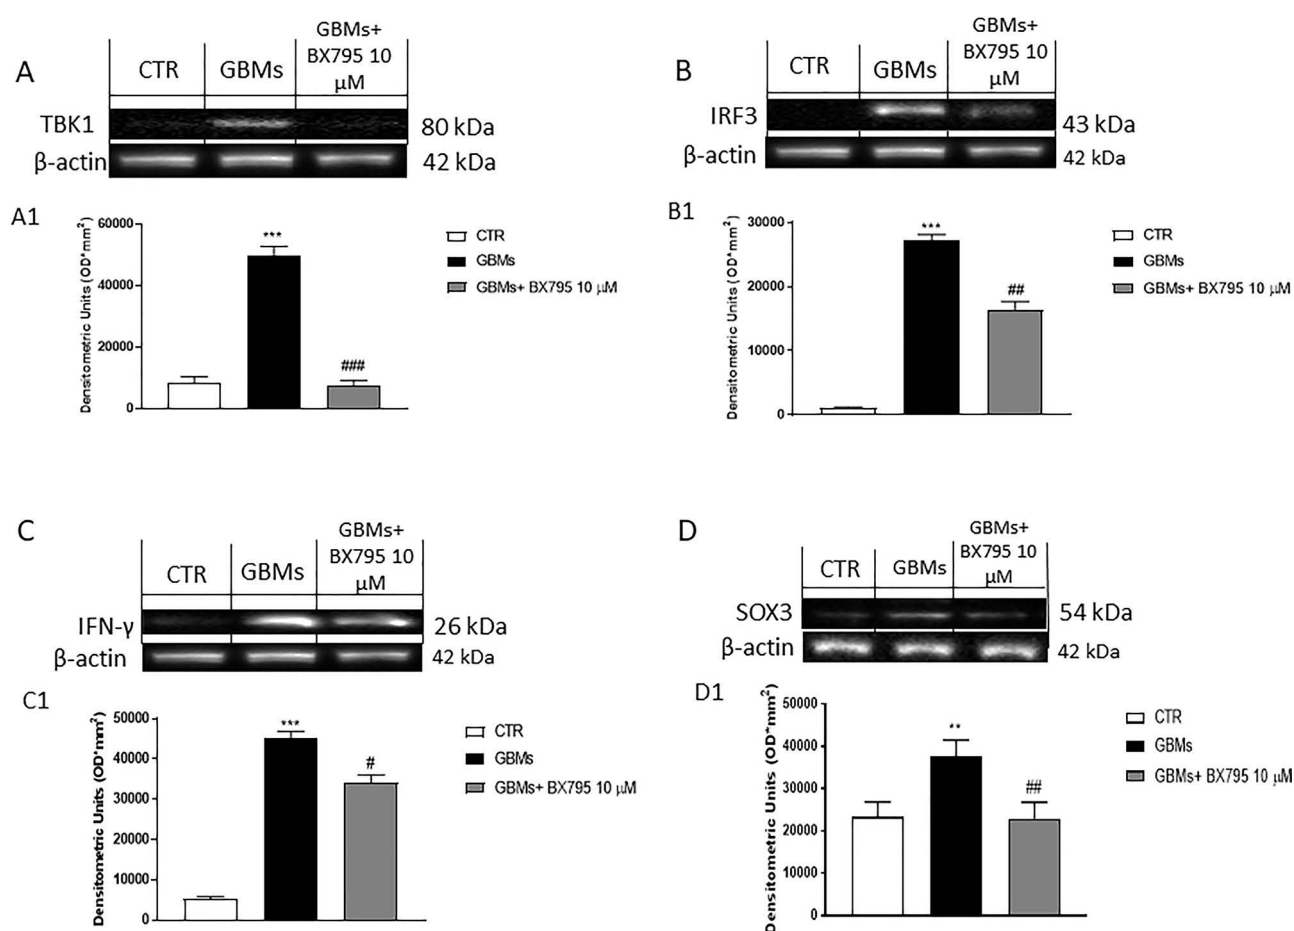 A
CTR
GBMs
GBMs+
BX795 10
μM
TBK1
80 kDa
β-actin
42 kDa
B
CTR
GBMs
GBMs+
BX795 10
μM
IRF3
43 kDa
β-actin
42 kDa
A1
Densitometric Units (OD*mm²)
60000
40000
20000
0
***
###
CTR
GBMs
GBMs+ BX795 10 μM
B1
Densitometric Units (OD*mm²)
30000
20000
10000
0
***
##
CTR
GBMs
GBMs+ BX795 10 μM
C
CTR
GBMs
GBMs+
BX795 10
μM
IFN-γ
26 kDa
β-actin
42 kDa
D
CTR
GBMs
GBMs+
BX795 10
μM
SOX3
54 kDa
β-actin
42 kDa
C1
Densitometric Units (OD*mm²)
50000
40000
30000
20000
10000
0
***
#
CTR
GBMs
GBMs+ BX795 10 μM
D1
Densitometric Units (OD*mm²)
50000
40000
30000
20000
10000
0
**
##
CTR
GBMs
GBMs+ BX795 10 μM